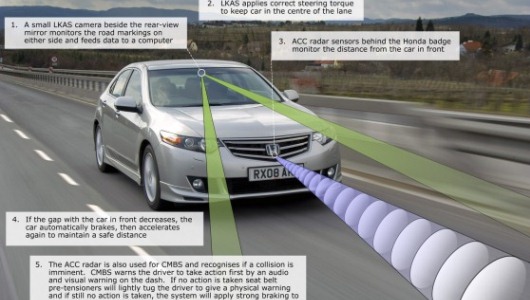 2. LKAS applies correct steering torque
to keep car in the centre of the lane
1. A small LKAS camera beside the rear-view
mirror monitors the road markings on
either side and feeds data to a computer
3. ACC radar sensors behind the Honda badge
monitor the distance from the car in front
RX08 A
4. If the gap with the car in front decreases, the
car automatically brakes, then accelerates
again to maintain a safe distance
5. The ACC radar is also used for CMBS and recognises if a collision is
imminent. CMBS warns the driver to take action first by an audio
and visual warning on the dash. If no action is taken seat belt
pre-tensioners will lightly tug the driver to give a physical warning
and if still no action is taken, the system will apply strong braking to